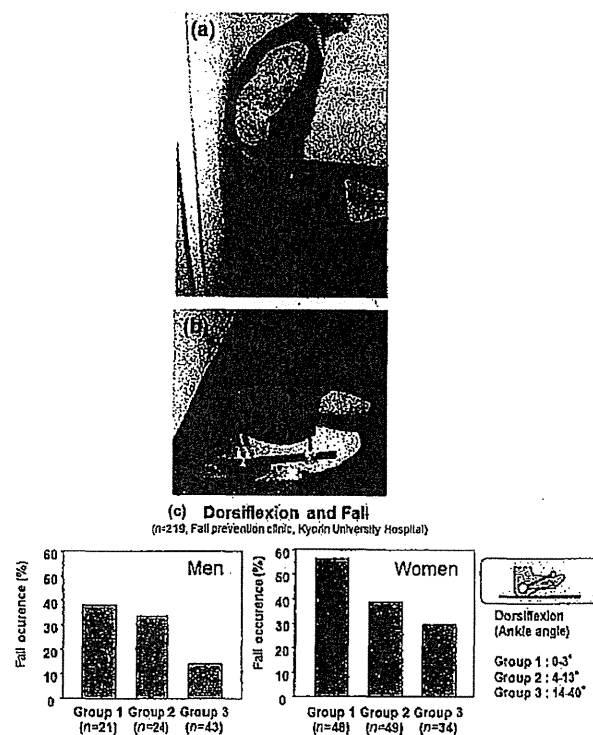 (a)
(b)
(c) Dorsiflexion and Fall
(n=219, Fall prevention clinic, Kyorin University Hospital)
Fall ocurrence (%)
60
50
40
30
20
10
0
Men
Group 1 Group 2 Group 3
(n=21) (n=24) (n=43)
Fall occurrence (%)
60
50
40
30
20
10
0
Women
Group 1 Group 2 Group 3
(n=48) (n=49) (n=34)
Dorsiflexion
(Ankle angle)
Group 1 : 0-3°
Group 2 : 4-13°
Group 3 : 14-40°